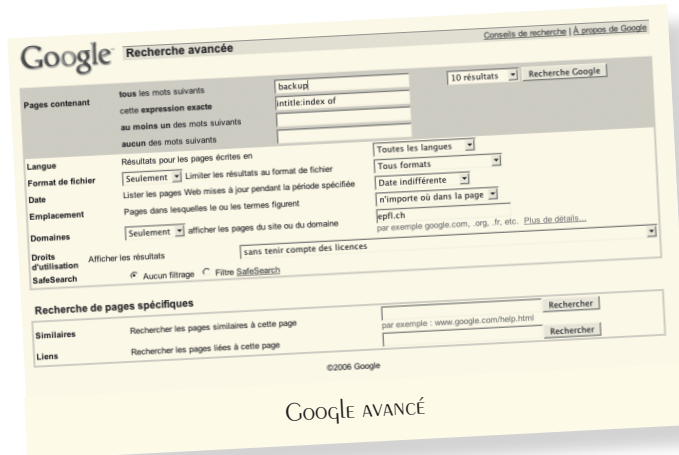 Google™ Recherche avancée
Conseils de recherche | À propos de Google
Pages contenant
tous les mots suivants backup 10 résultats Recherche Google
cette expression exacte intitle:index of
au moins un des mots suivants
aucun des mots suivants
Langue Résultats pour les pages écrites en Toutes les langues
Format de fichier Seulement Limiter les résultats au format de fichier Tous formats
Date Lister les pages Web mises à jour pendant la période spécifiée Date indifférente
Emplacement Pages dans lesquelles le ou les termes figurent n'importe où dans la page
Domaines Seulement afficher les pages du site ou du domaine epfl.ch
par exemple google.com, .org, .fr, etc. Plus de détails...
Droits d'utilisation Afficher les résultats sans tenir compte des licences
SafeSearch Aucun filtrage Filtre SafeSearch
Recherche de pages spécifiques
Similaires Rechercher les pages similaires à cette page Rechercher
par exemple : www.google.com/help.html
Liens Rechercher les pages liées à cette page Rechercher
©2006 Google
Google avancé